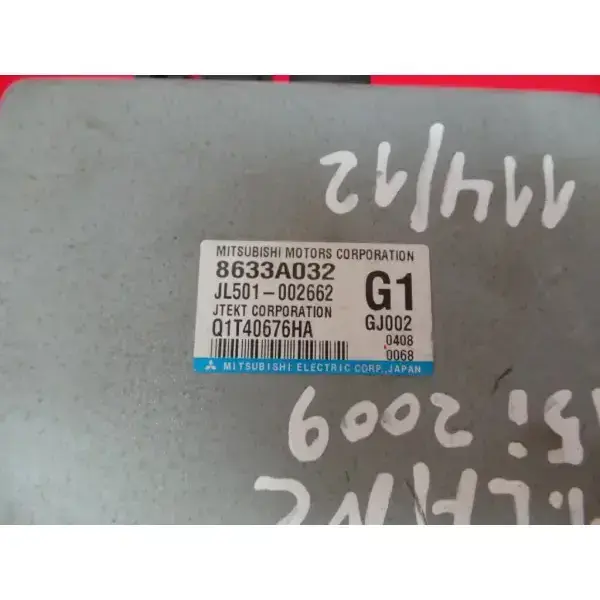 MITSUBISHI MOTORS CORPORATION
8633A032
JL501-002662
G1
JTEKT CORPORATION
GJ002
Q1T40676HA
0408
0068
MITSUBISHI ELECTRIC CORP., JAPAN
15i 2009
114/12